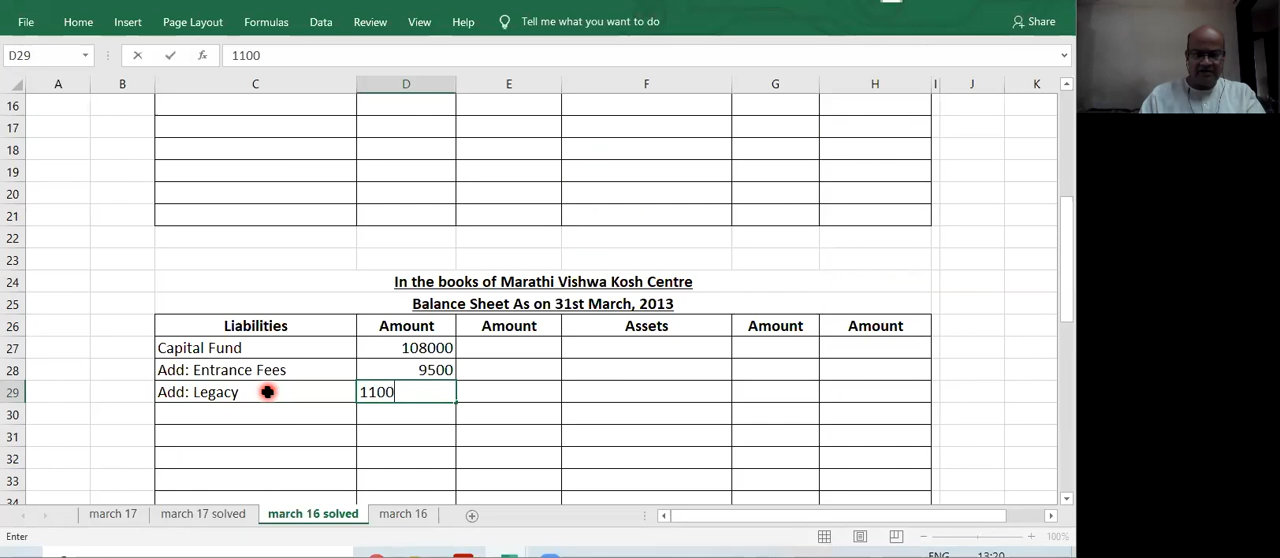 File Home Insert Page Layout Formulas Data Review View Help Tell me what you want to do Share
D29 fx 1100
A B C D E F G H I J K
16
17
18
19
20
21
22
23
24 In the books of Marathi Vishwa Kosh Centre
25 Balance Sheet As on 31st March, 2013
26 Liabilities Amount Amount Assets Amount Amount
27 Capital Fund 108000
28 Add: Entrance Fees 9500
29 Add: Legacy 1100
30
31
32
33
34
march 17 march 17 solved march 16 solved march 16
Enter 100%
ENG 13:20